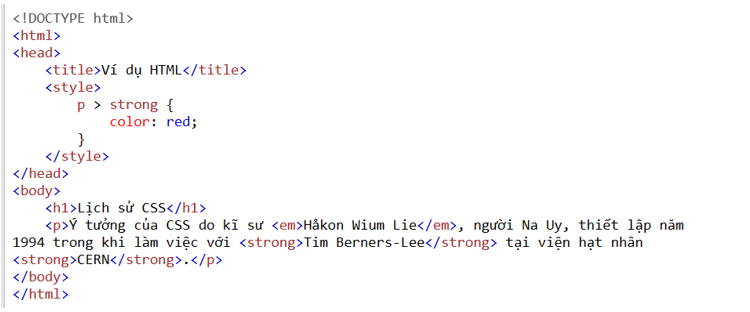 <!DOCTYPE html>
<html>
<head>
    <title>Ví dụ HTML</title>
    <style>
        p > strong {
            color: red;
        }
    </style>
</head>
<body>
    <h1>Lịch sử CSS</h1>
    <p>Ý tưởng của CSS do kĩ sư <em>Håkon Wium Lie</em>, người Na Uy, thiết lập năm
1994 trong khi làm việc với <strong>Tim Berners-Lee</strong> tại viện hạt nhân
<strong>CERN</strong>.</p>
</body>
</html>